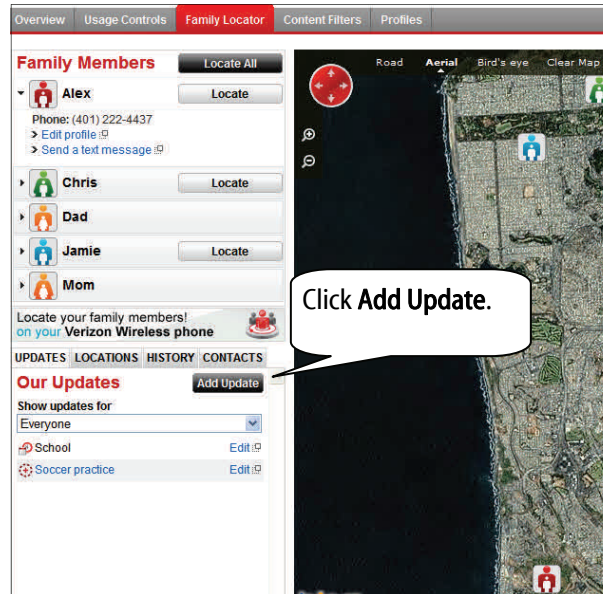 Overview Usage Controls Family Locator Content Filters Profiles
Family Members Locate All
Alex Locate
Phone: (401) 222-4437
> Edit profile
> Send a text message
Chris Locate
Dad
Jamie Locate
Mom
Locate your family members!
on your Verizon Wireless phone
UPDATES LOCATIONS HISTORY CONTACTS
Our Updates Add Update
Show updates for
Everyone
School Edit
Soccer practice Edit
Road Aerial Bird's eye Clear Map
Click Add Update.